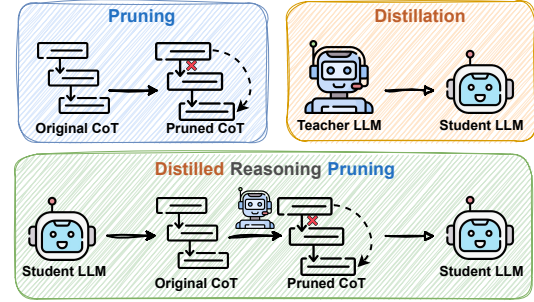 Pruning
Original CoT
Pruned CoT
Distillation
Teacher LLM
Student LLM
Distilled Reasoning Pruning
Student LLM
Original CoT
Pruned CoT
Student LLM